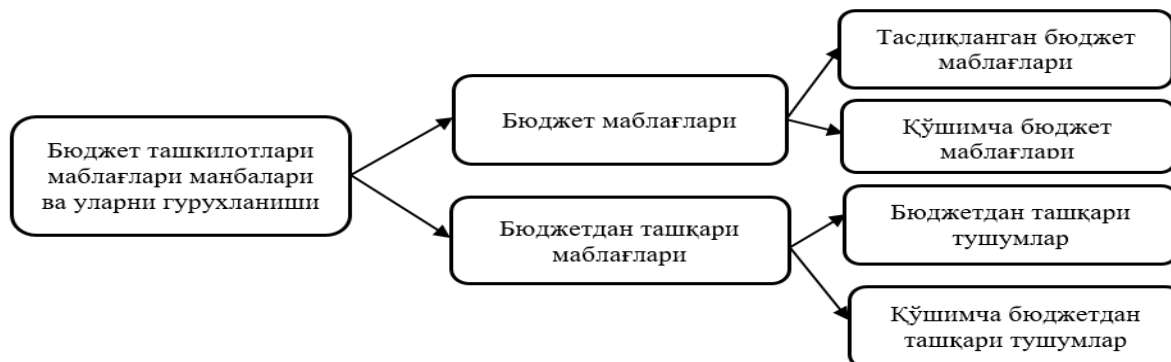 Бюджет ташкилотлари
маблағлари манбалари
ва уларни гурухланиши
Бюджет маблағлари
Бюджетдан ташқари
маблағлари
Тасдиқланган бюджет
маблағлари
Қўшимча бюджет
маблағлари
Бюджетдан ташқари
тушумлар
Қўшимча бюджетдан
ташқари тушумлар